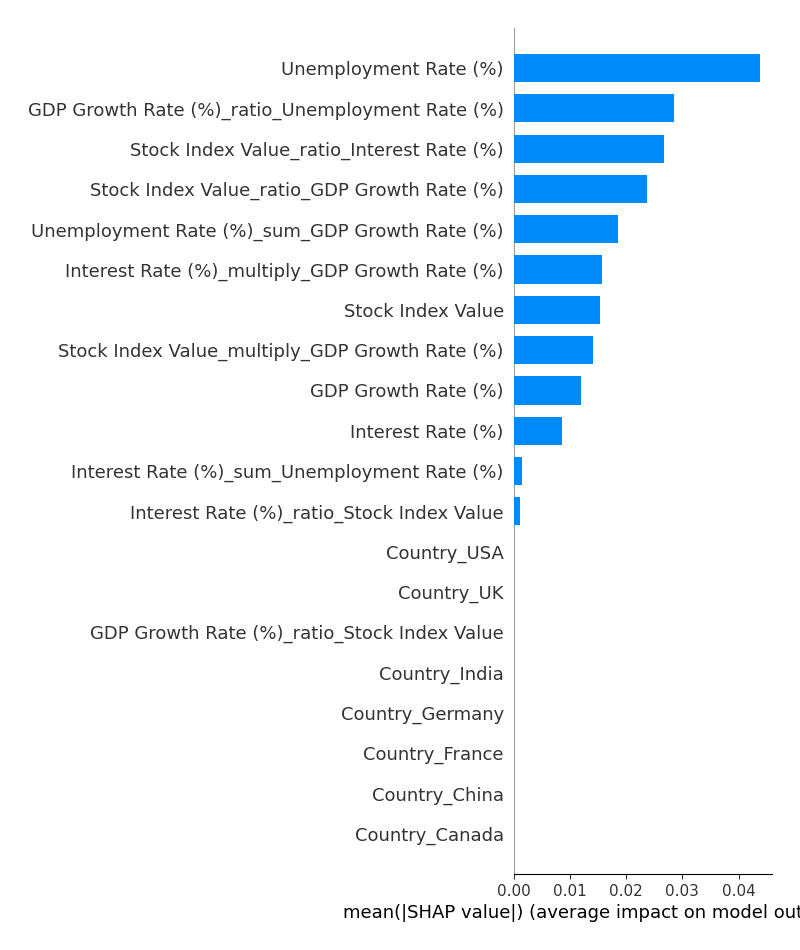 Unemployment Rate (%)
GDP Growth Rate (%)_ratio_Unemployment Rate (%)
Stock Index Value_ratio_Interest Rate (%)
Stock Index Value_ratio_GDP Growth Rate (%)
Unemployment Rate (%)_sum_GDP Growth Rate (%)
Interest Rate (%)_multiply_GDP Growth Rate (%)
Stock Index Value
Stock Index Value_multiply_GDP Growth Rate (%)
GDP Growth Rate (%)
Interest Rate (%)
Interest Rate (%)_sum_Unemployment Rate (%)
Interest Rate (%)_ratio_Stock Index Value
Country_USA
Country_UK
GDP Growth Rate (%)_ratio_Stock Index Value
Country_India
Country_Germany
Country_France
Country_China
Country_Canada
0.00 0.01 0.02 0.03 0.04
mean(|SHAP value|) (average impact on model out